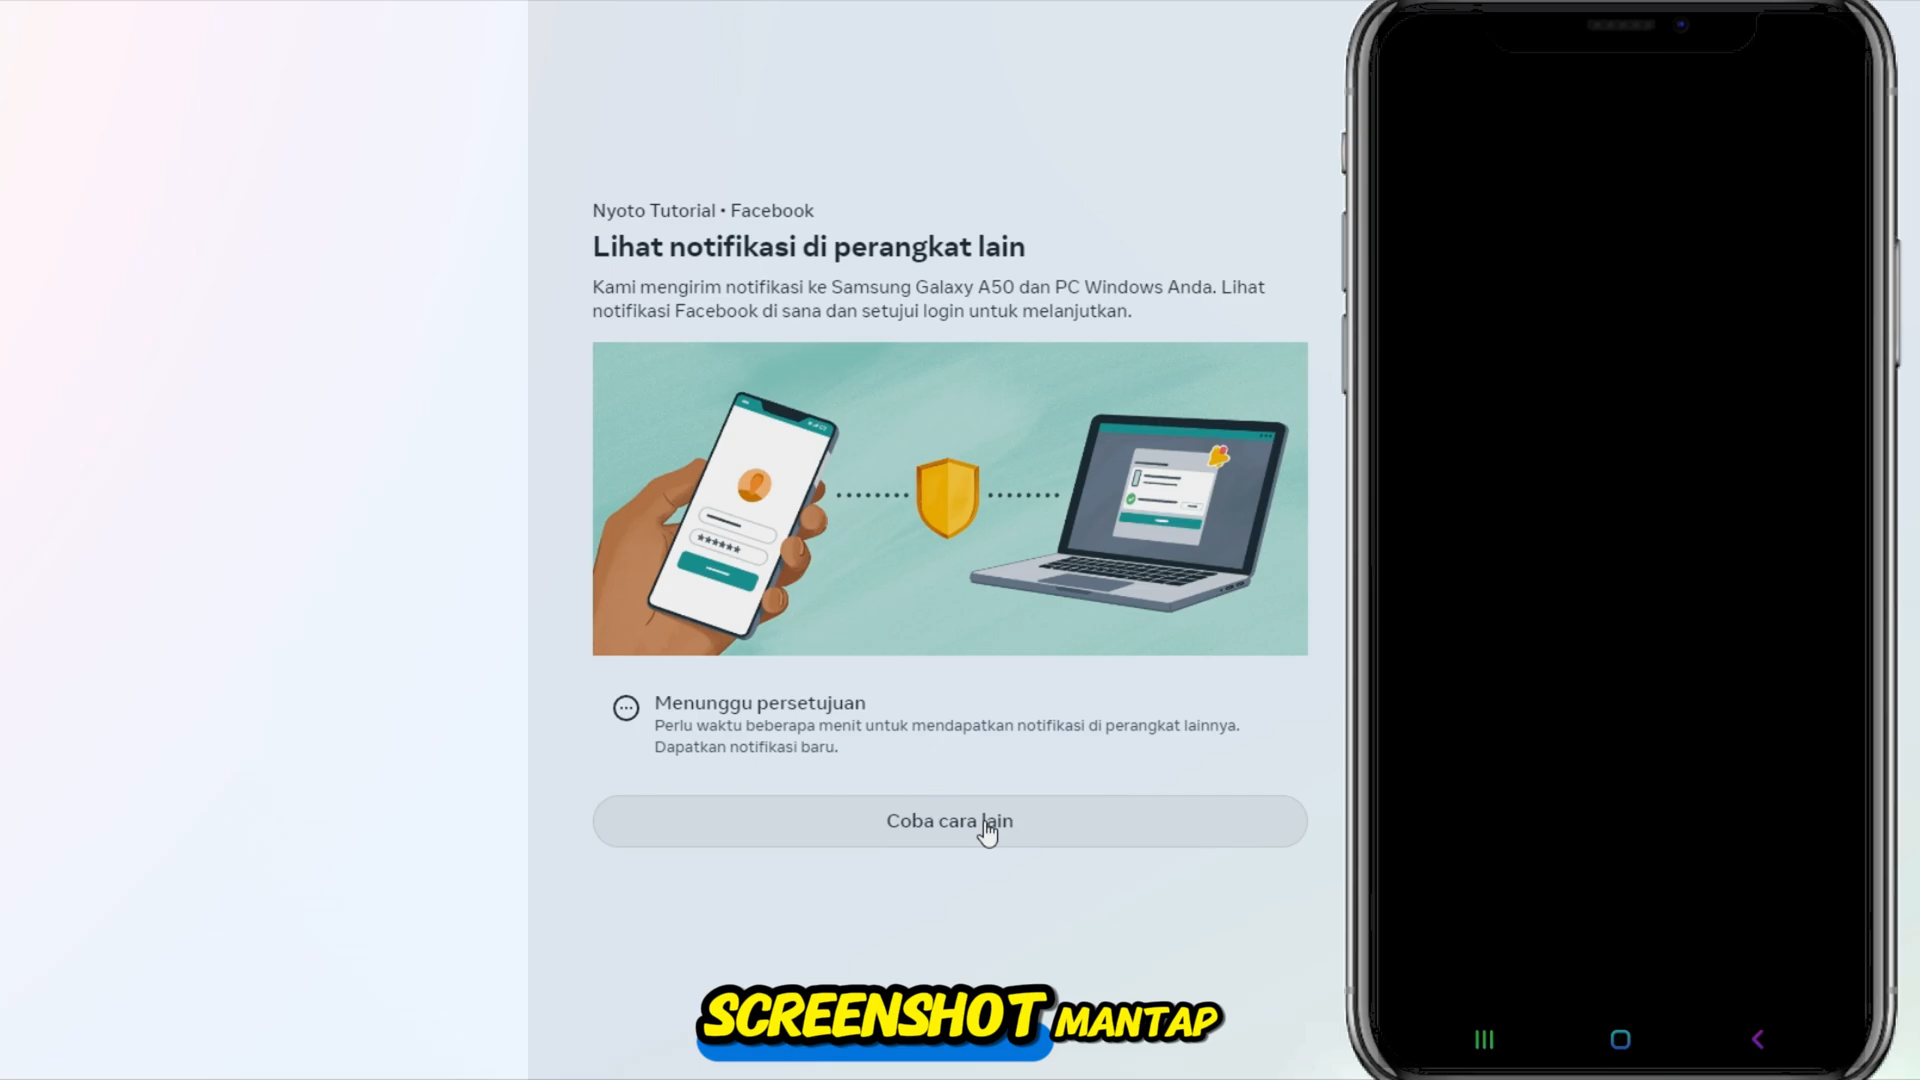 Nyoto Tutorial • Facebook
Lihat notifikasi di perangkat lain
Kami mengirim notifikasi ke Samsung Galaxy A50 dan PC Windows Anda. Lihat
notifikasi Facebook di sana dan setujui login untuk melanjutkan.
Menunggu persetujuan
Perlu waktu beberapa menit untuk mendapatkan notifikasi di perangkat lainnya.
Dapatkan notifikasi baru.
Coba cara lain
SCREENSHOT MANTAP